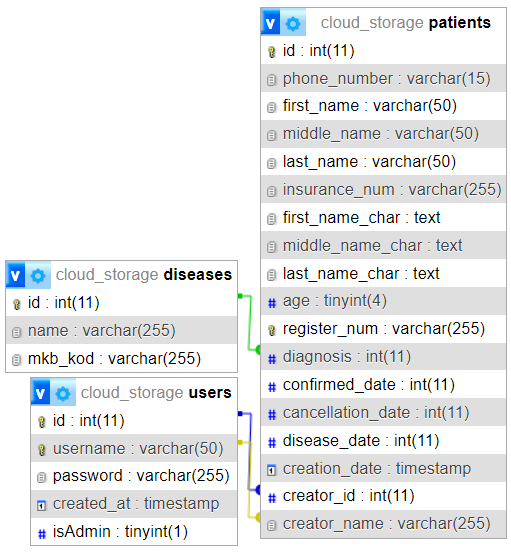 v cloud_storage patients
id : int(11)
phone_number : varchar(15)
first_name : varchar(50)
middle_name : varchar(50)
last_name : varchar(50)
insurance_num : varchar(255)
first_name_char : text
middle_name_char : text
last_name_char : text
# age : tinyint(4)
register_num : varchar(255)
# diagnosis : int(11)
# confirmed_date : int(11)
# cancellation_date : int(11)
# disease_date : int(11)
creation_date : timestamp
# creator_id : int(11)
creator_name : varchar(255)
v cloud_storage diseases
id : int(11)
name : varchar(255)
mkb_kod : varchar(255)
v cloud_storage users
id : int(11)
username : varchar(50)
password : varchar(255)
created_at : timestamp
# isAdmin : tinyint(1)